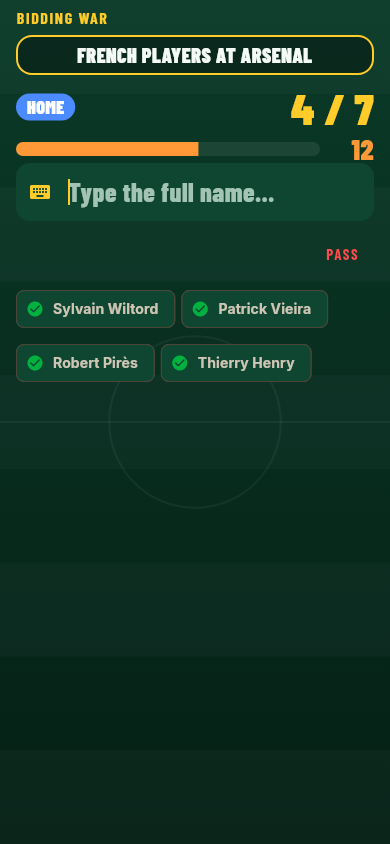 BIDDING WAR
FRENCH PLAYERS AT ARSENAL
HOME
4 / 7
12
Type the full name...
PASS
Sylvain Wiltord
Patrick Vieira
Robert Pirès
Thierry Henry